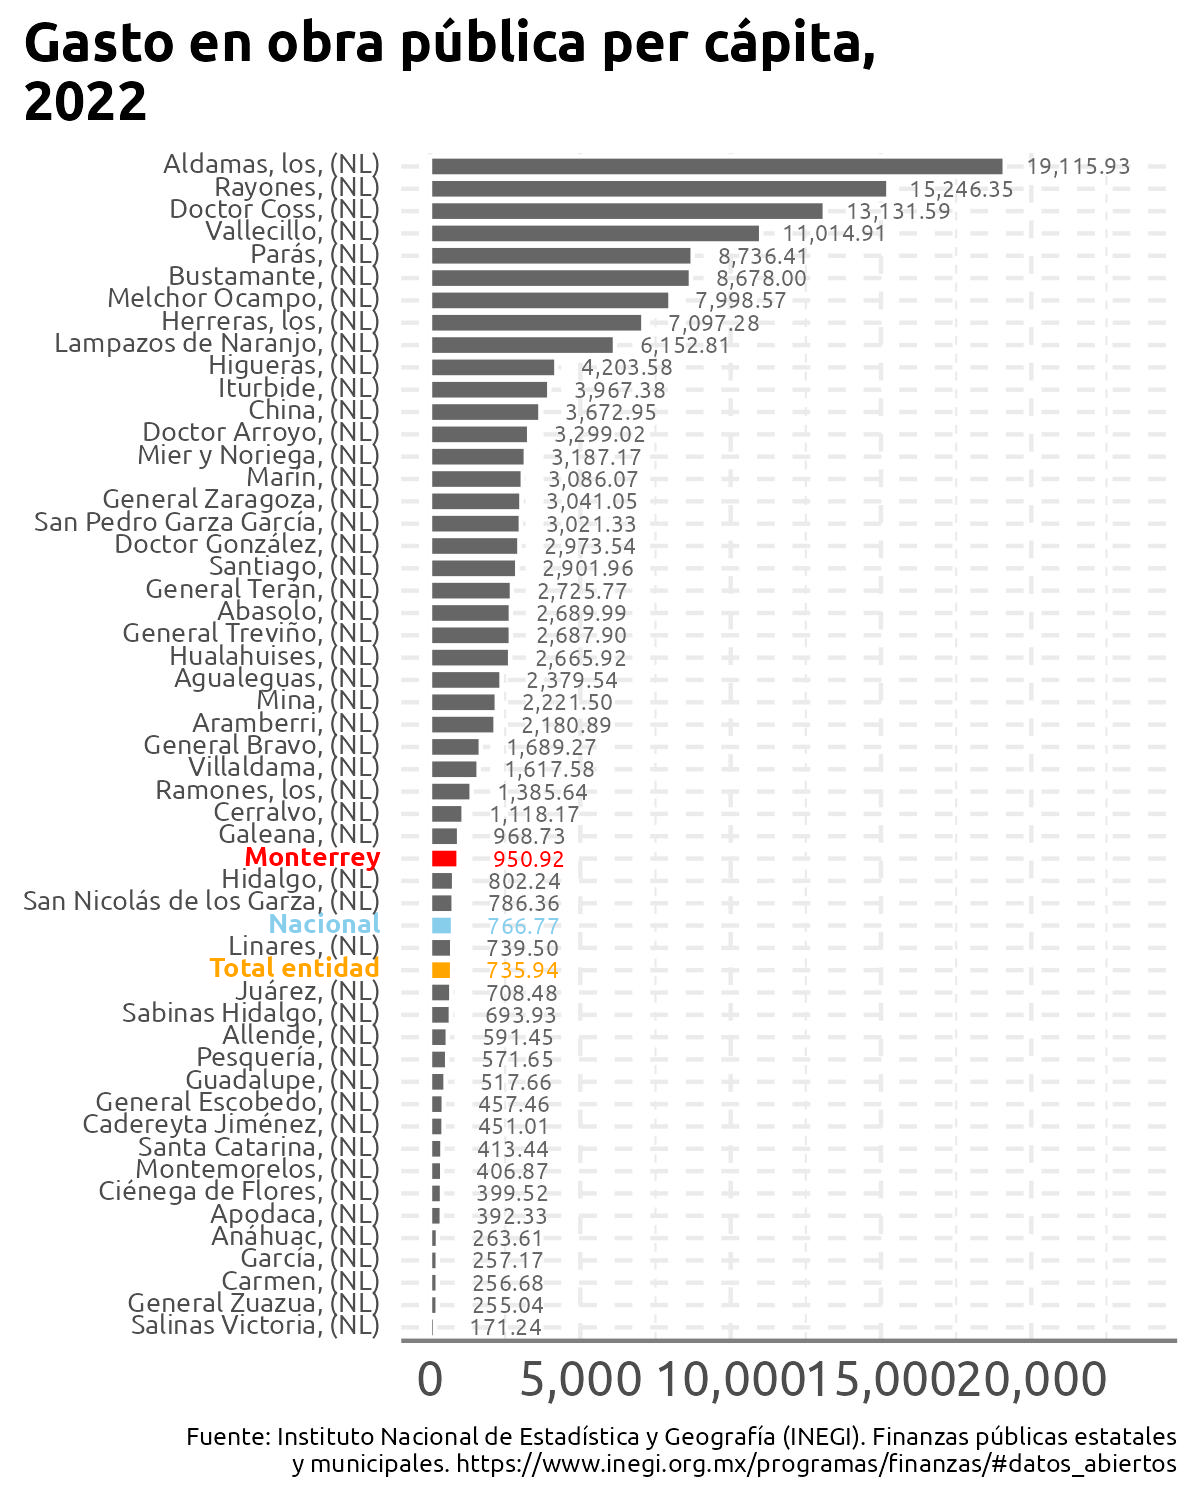 Gasto en obra pública per cápita,
2022
Aldamas, los, (NL) 19,115.93
Rayones, (NL) 15,246.35
Doctor Coss, (NL) 13,131.59
Vallecillo, (NL) 11,014.91
Parás, (NL) 8,736.41
Bustamante, (NL) 8,678.00
Melchor Ocampo, (NL) 7,998.57
Herreras, los, (NL) 7,097.28
Lampazos de Naranjo, (NL) 6,152.81
Higueras, (NL) 4,203.58
Iturbide, (NL) 3,967.38
China, (NL) 3,672.95
Doctor Arroyo, (NL) 3,299.02
Mier y Noriega, (NL) 3,187.17
Marín, (NL) 3,086.07
General Zaragoza, (NL) 3,041.05
San Pedro Garza García, (NL) 3,021.33
Doctor González, (NL) 2,973.54
Santiago, (NL) 2,901.96
General Terán, (NL) 2,725.77
Abasolo, (NL) 2,689.99
General Treviño, (NL) 2,687.90
Hualahuises, (NL) 2,665.92
Agualeguas, (NL) 2,379.54
Mina, (NL) 2,221.50
Aramberri, (NL) 2,180.89
General Bravo, (NL) 1,689.27
Villaldama, (NL) 1,617.58
Ramones, los, (NL) 1,385.64
Cerralvo, (NL) 1,118.17
Galeana, (NL) 968.73
Monterrey 950.92
Hidalgo, (NL) 802.24
San Nicolás de los Garza, (NL) 786.36
Nacional 766.77
Linares, (NL) 739.50
Total entidad 735.94
Juárez, (NL) 708.48
Sabinas Hidalgo, (NL) 693.93
Allende, (NL) 591.45
Pesquería, (NL) 571.65
Guadalupe, (NL) 517.66
General Escobedo, (NL) 457.46
Cadereyta Jiménez, (NL) 451.01
Santa Catarina, (NL) 413.44
Montemorelos, (NL) 406.87
Ciénega de Flores, (NL) 399.52
Apodaca, (NL) 392.33
Anáhuac, (NL) 263.61
García, (NL) 257.17
Carmen, (NL) 256.68
General Zuazua, (NL) 255.04
Salinas Victoria, (NL) 171.24
0 5,000 10,000 15,000 20,000
Fuente: Instituto Nacional de Estadística y Geografía (INEGI). Finanzas públicas estatales
y municipales. https://www.inegi.org.mx/programas/finanzas/#datos_abiertos